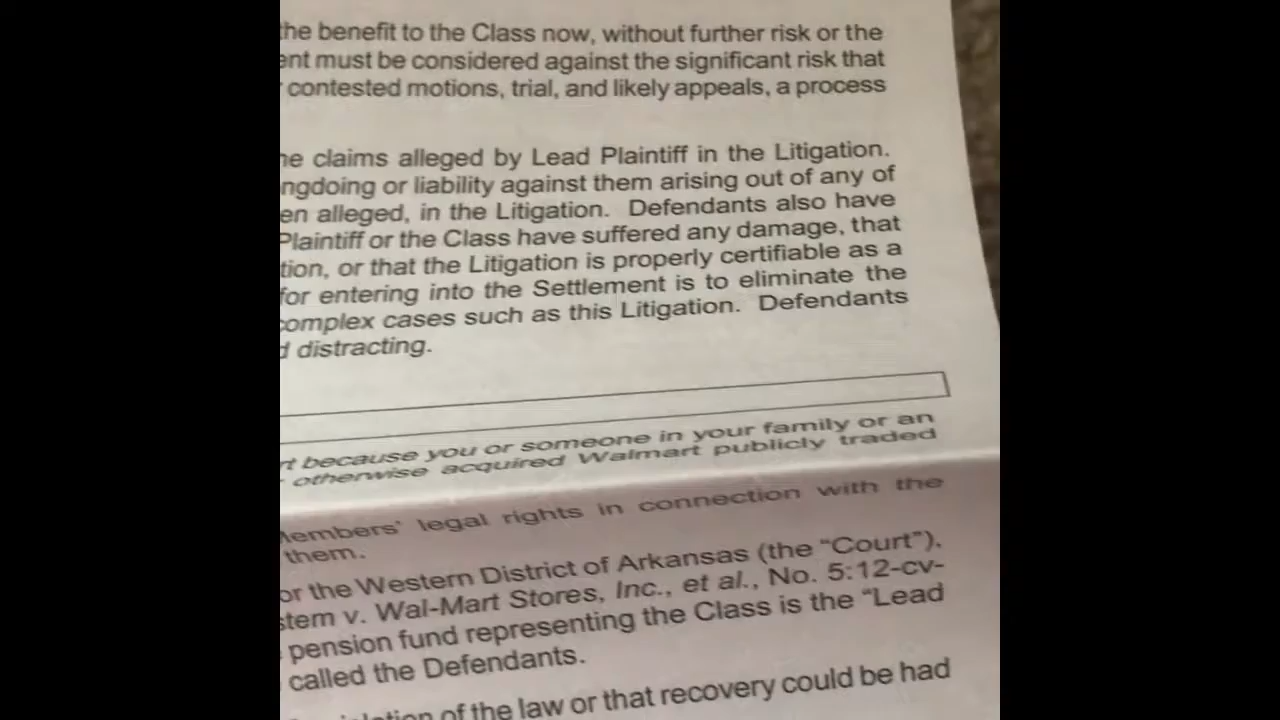 the benefit to the Class now, without further risk or the
ent must be considered against the significant risk that
contested motions, trial, and likely appeals, a process
he claims alleged by Lead Plaintiff in the Litigation.
ngdoing or liability against them arising out of any of
en alleged, in the Litigation. Defendants also have
Plaintiff or the Class have suffered any damage, that
tion, or that the Litigation is properly certifiable as a
for entering into the Settlement is to eliminate the
complex cases such as this Litigation. Defendants
d distracting.
rt because you or someone in your family or an
otherwise acquired Walmart publicly traded
Members' legal rights in connection with the
them.
or the Western District of Arkansas (the “Court”),
stem v. Wal-Mart Stores, Inc., et al., No. 5:12-cv-
pension fund representing the Class is the “Lead
called the Defendants.
of the law or that recovery could be had